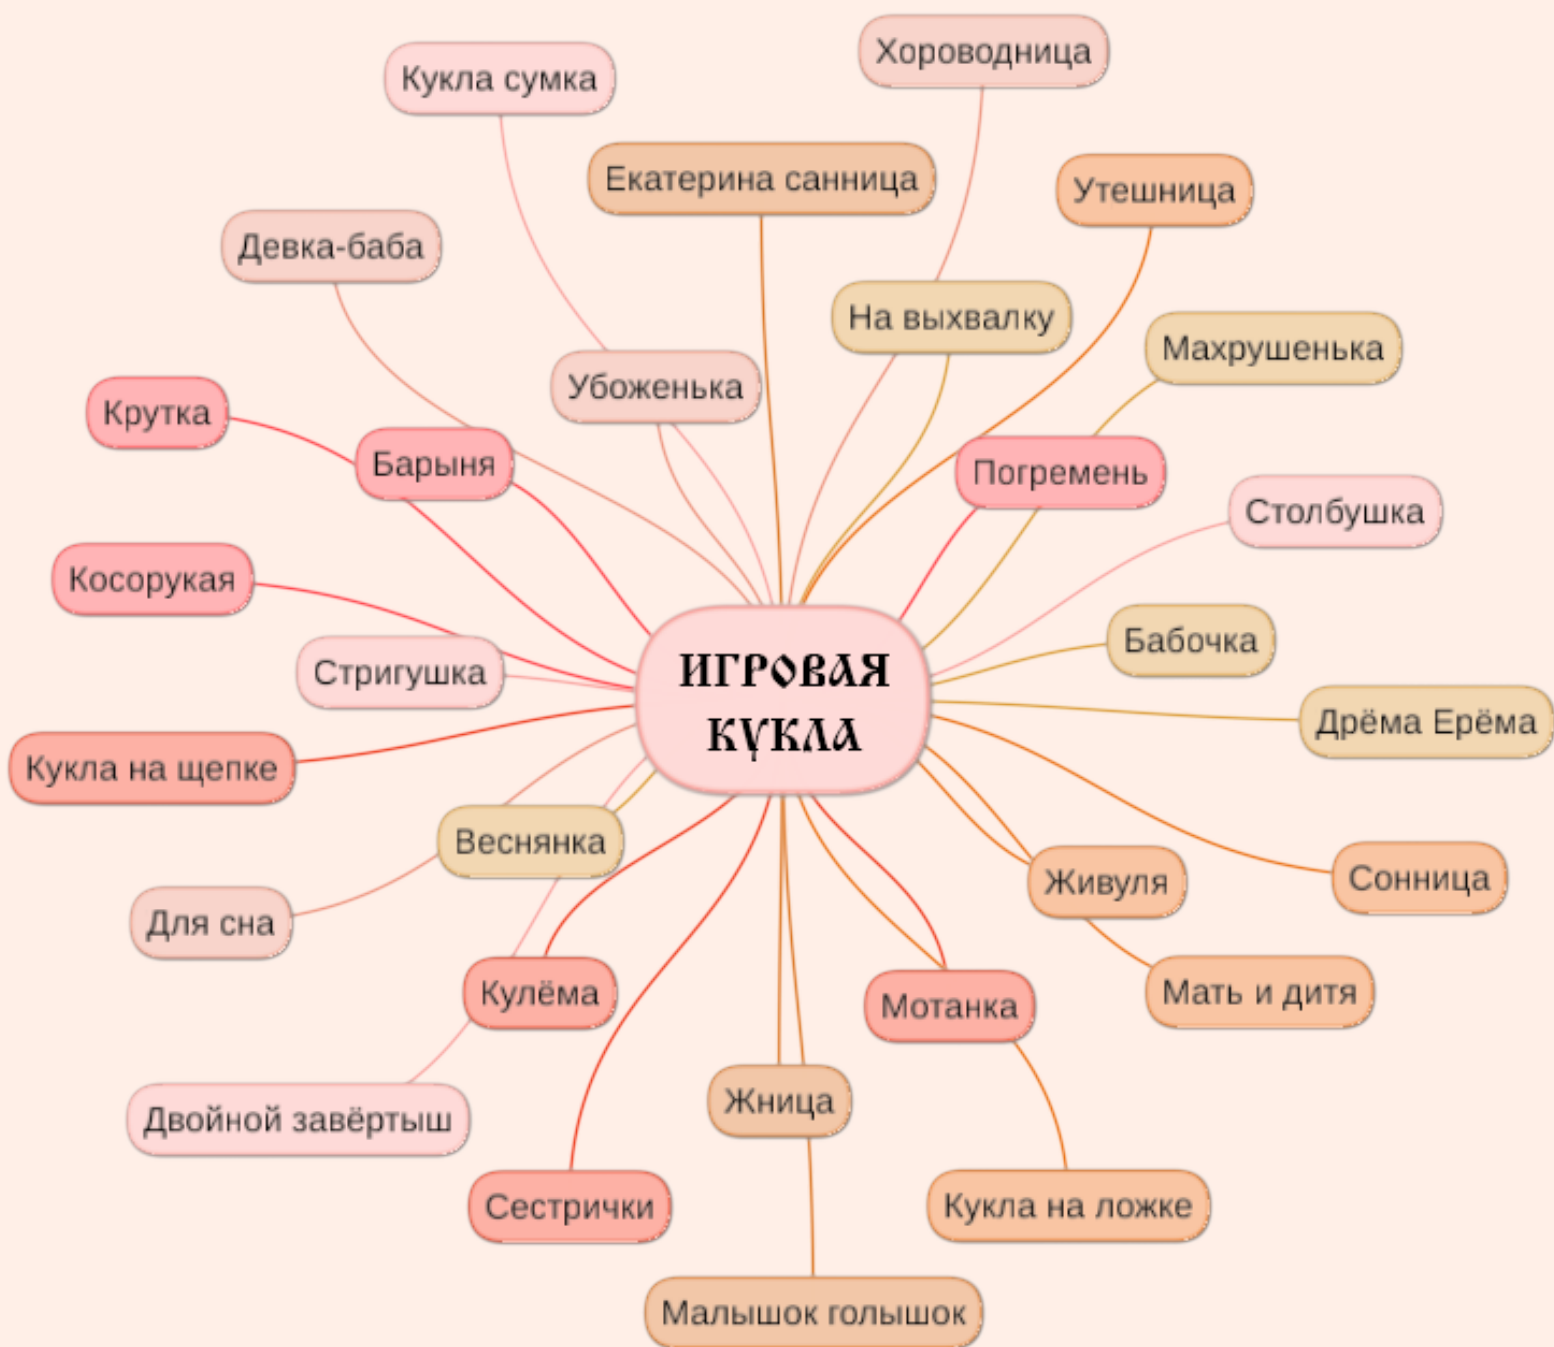 Хороводница
Кукла сумка
Екатерина санница
Утешница
Девка-баба
На выхвалку
Махрушенька
Убоженька
Крутка
Барыня
Погремень
Столбушка
Косорукая
Бабочка
Стригушка
ИГРОВАЯ
КУКЛА
Дрёма Ерёма
Кукла на щепке
Веснянка
Живуля
Сонница
Для сна
Кулёма
Мотанка
Мать и дитя
Жница
Двойной завёртыш
Сестрички
Кукла на ложке
Малышок голышок